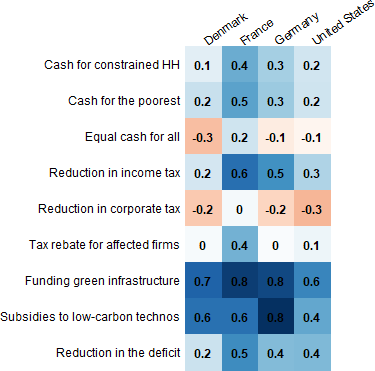 Denmark France Germany United States
Cash for constrained HH 0.1 0.4 0.3 0.2
Cash for the poorest 0.2 0.5 0.3 0.2
Equal cash for all -0.3 0.2 -0.1 -0.1
Reduction in income tax 0.2 0.6 0.5 0.3
Reduction in corporate tax -0.2 0 -0.2 -0.3
Tax rebate for affected firms 0 0.4 0 0.1
Funding green infrastructure 0.7 0.8 0.8 0.6
Subsidies to low-carbon technos 0.6 0.6 0.8 0.4
Reduction in the deficit 0.2 0.5 0.4 0.4